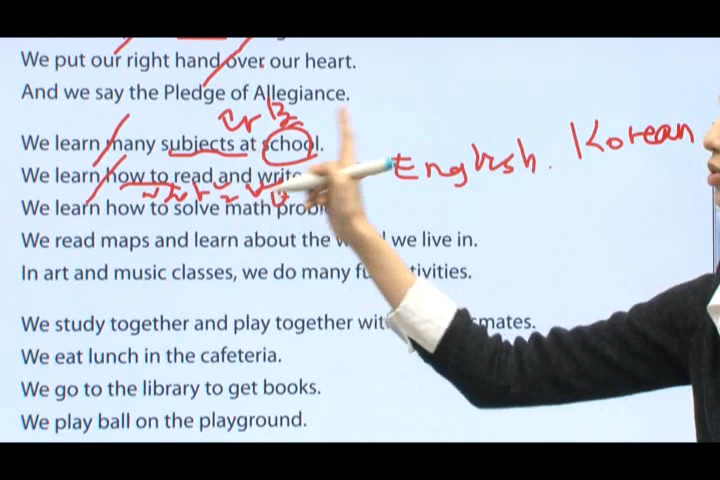 We put our right hand over our heart.
And we say the Pledge of Allegiance.
We learn many subjects at school.
We learn how to read and write
We learn how to solve math
We read maps and learn about the we live in.
In art and music classes, we do many
We study together and play together
We eat lunch in the cafeteria.
We go to the library to get books.
We play ball on the playground.
English. Korean